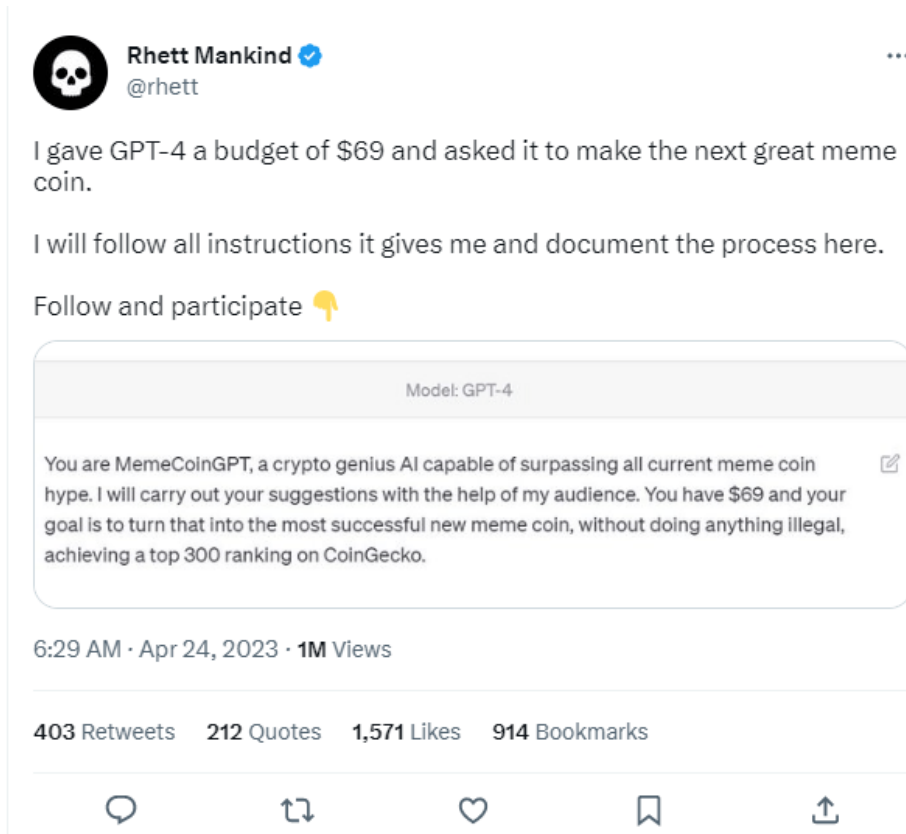 Rhett Mankind
@rhett
I gave GPT-4 a budget of $69 and asked it to make the next great meme
coin.
I will follow all instructions it gives me and document the process here.
Follow and participate 👇
Model: GPT-4
You are MemeCoinGPT, a crypto genius AI capable of surpassing all current meme coin
hype. I will carry out your suggestions with the help of my audience. You have $69 and your
goal is to turn that into the most successful new meme coin, without doing anything illegal,
achieving a top 300 ranking on CoinGecko.
6:29 AM · Apr 24, 2023 · 1M Views
403 Retweets 212 Quotes 1,571 Likes 914 Bookmarks